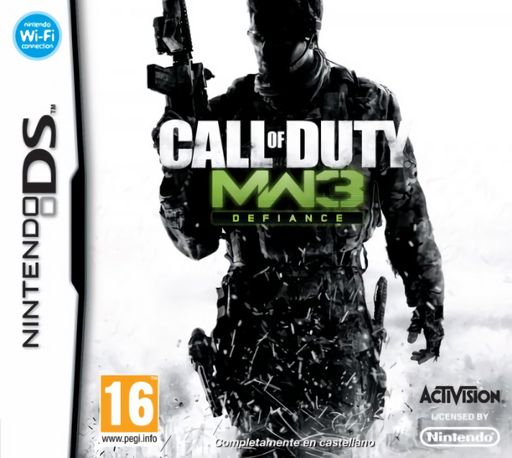 nintendo
Wi-Fi
connection
NINTENDO DS™
CALL OF DUTY
MW3
DEFIANCE
16
www.pegi.info
Completamente en castellano
ACTIVISION
LICENSED BY
Nintendo